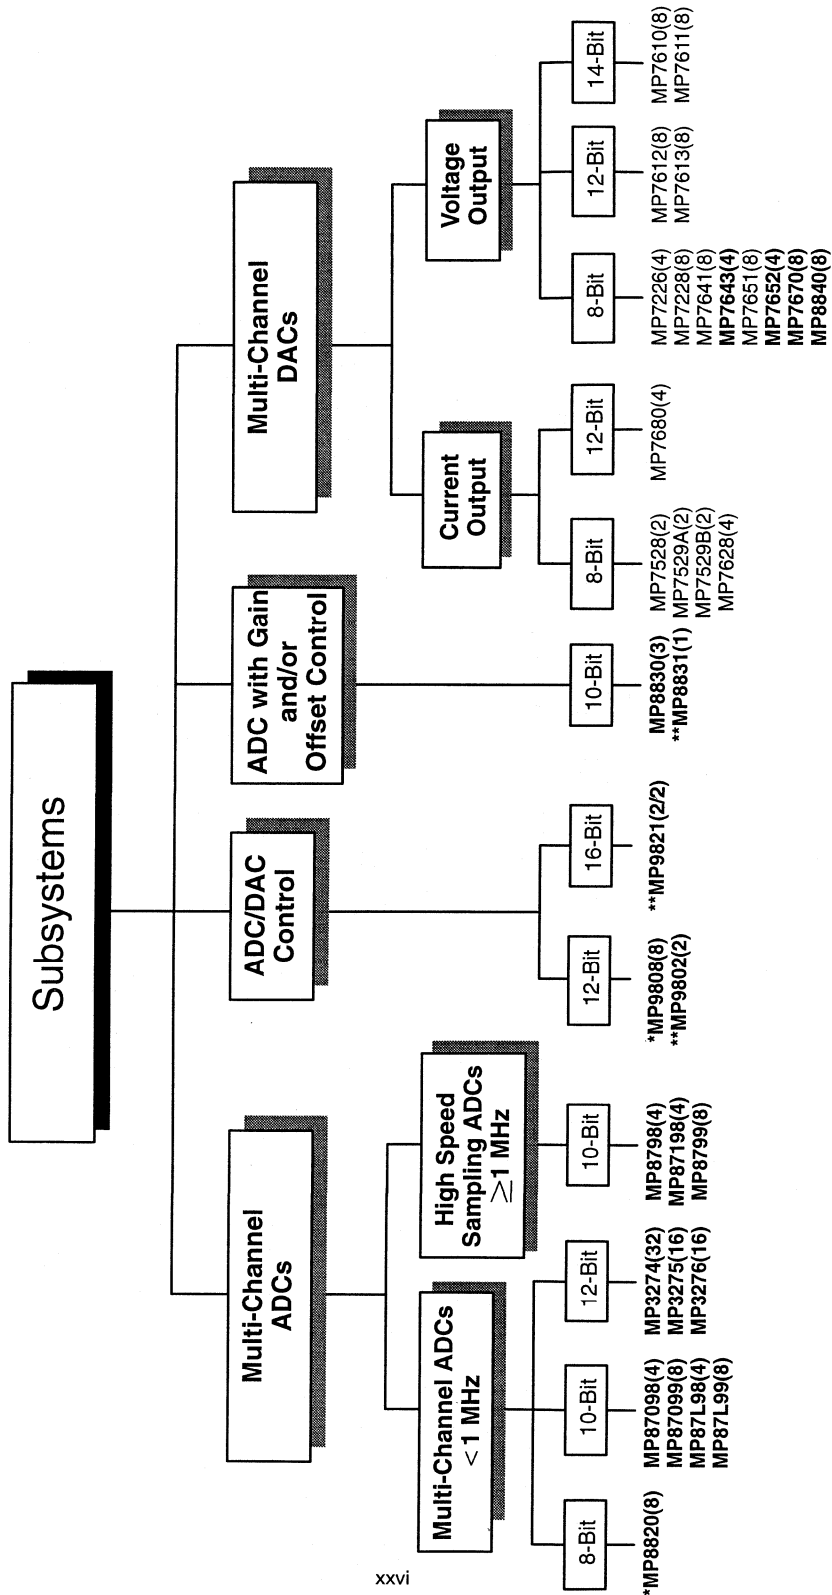 Subsystems
Multi-Channel
ADCs
ADC/DAC
Control
ADC with Gain
and/or
Offset Control
Multi-Channel
DACs
Multi-Channel ADCs
< 1 MHz
High Speed
Sampling ADCs
≥1 MHz
Current
Output
Voltage
Output
8-Bit
*MP8820(8)
10-Bit
MP87098(4)
MP87099(8)
MP87L98(4)
MP87L99(8)
12-Bit
MP3274(32)
MP3275(16)
MP3276(16)
10-Bit
MP8798(4)
MP87198(4)
MP8799(8)
12-Bit
*MP9808(8)
**MP9802(2)
16-Bit
**MP9821(2/2)
10-Bit
MP8830(3)
**MP8831(1)
8-Bit
MP7528(2)
MP7529A(2)
MP7529B(2)
MP7628(4)
12-Bit
MP7680(4)
8-Bit
MP7226(4)
MP7228(8)
MP7641(8)
MP7643(4)
MP7651(8)
MP7652(4)
MP7670(8)
MP8840(8)
12-Bit
MP7612(8)
MP7613(8)
14-Bit
MP7610(8)
MP7611(8)
xxvi